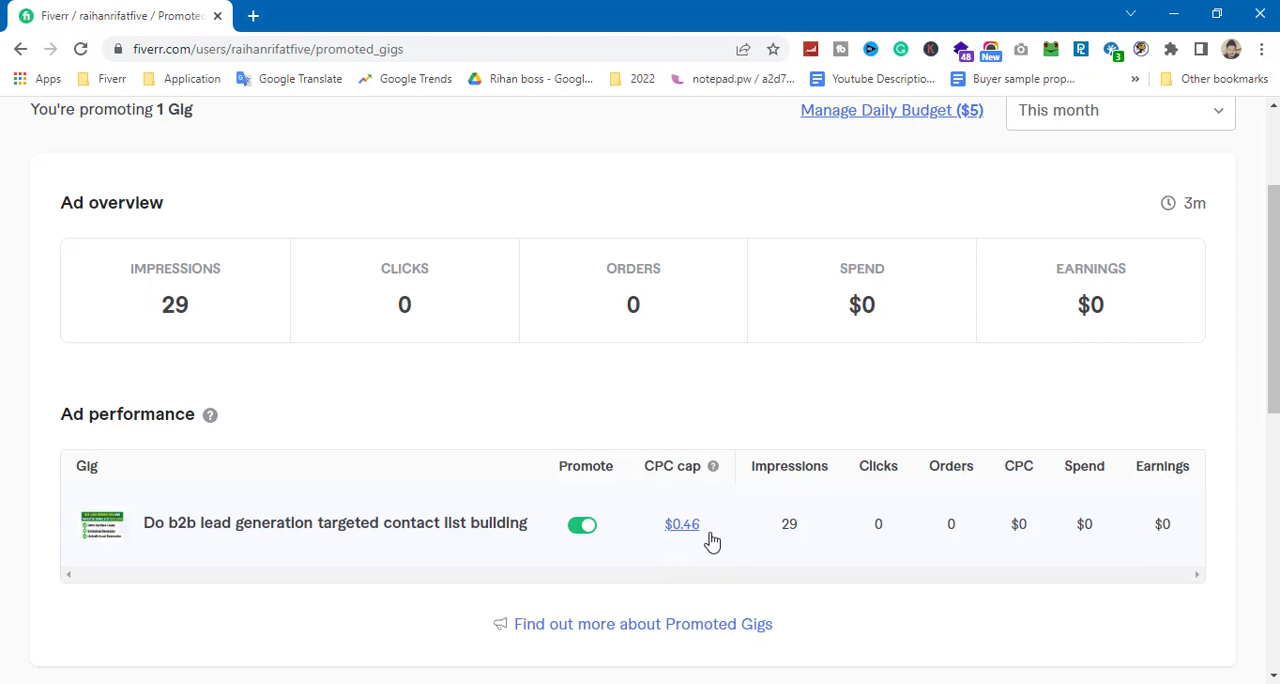 Fiverr / raihanrifatfive / Promoted
fiverr.com/users/raihanrifatfive/promoted_gigs
48
New
3
Apps
Fiverr
Application
Google Translate
Google Trends
Rihan boss - Googl...
2022
notepad.pw / a2d7...
Youtube Descriptio...
Buyer sample prop...
»
Other bookmarks
You're promoting 1 Gig
Manage Daily Budget ($5)
This month
Ad overview
3m
IMPRESSIONS CLICKS ORDERS SPEND EARNINGS
29 0 0 $0 $0
Ad performance ?
Gig Promote CPC cap ? Impressions Clicks Orders CPC Spend Earnings
Do b2b lead generation targeted contact list building $0.46 29 0 0 $0 $0 $0
Find out more about Promoted Gigs